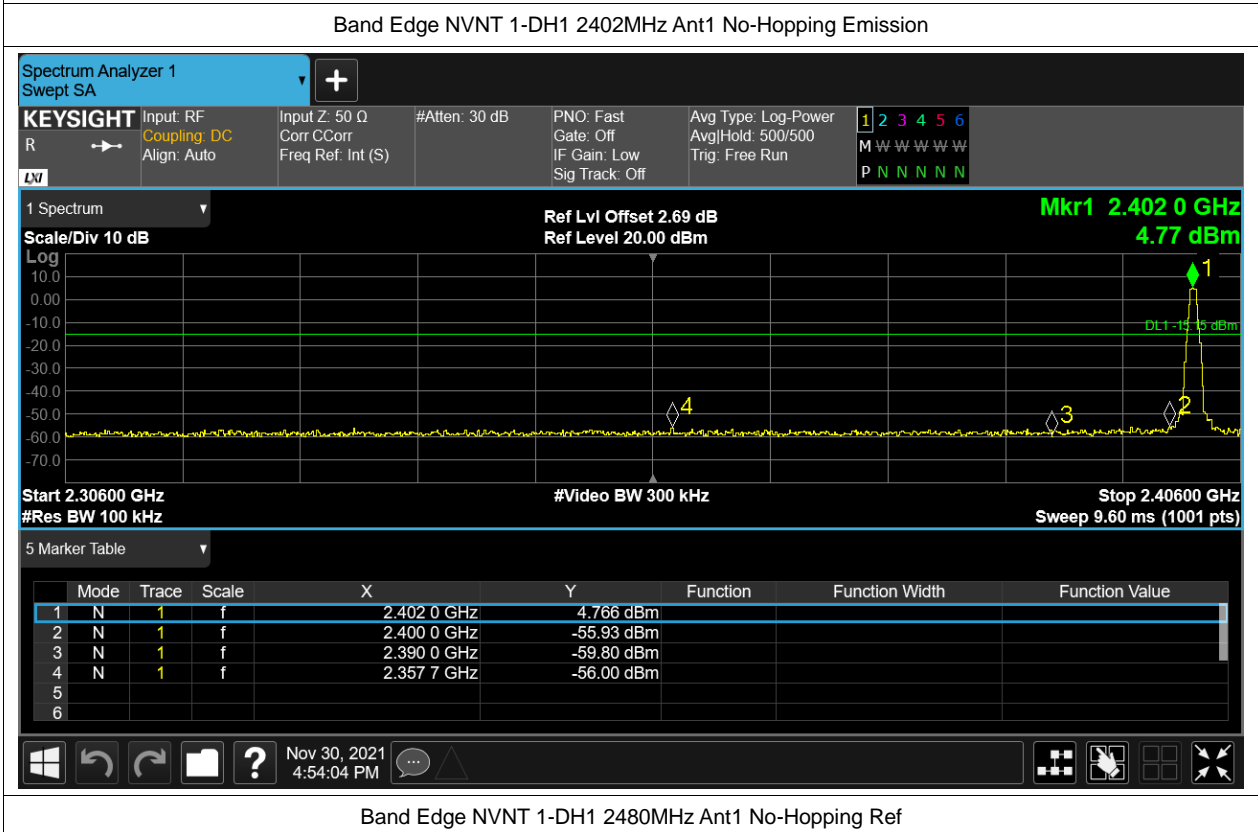 Band Edge NVNT 1-DH1 2402MHz Ant1 No-Hopping Emission
Spectrum Analyzer 1
Swept SA
KEYSIGHT
R
LXI
Input: RF
Coupling: DC
Align: Auto
Input Z: 50 Ω
Corr CCorr
Freq Ref: Int (S)
#Atten: 30 dB
PNO: Fast
Gate: Off
IF Gain: Low
Sig Track: Off
Avg Type: Log-Power
Avg|Hold: 500/500
Trig: Free Run
1 2 3 4 5 6
M W W W W W
P N N N N N
1 Spectrum
Scale/Div 10 dB
Ref Lvl Offset 2.69 dB
Ref Level 20.00 dBm
Mkr1 2.402 0 GHz
4.77 dBm
Log
10.0
0.00
-10.0
-20.0
-30.0
-40.0
-50.0
-60.0
-70.0
1
DL1 -15.15 dBm
4
3
2
Start 2.30600 GHz
#Res BW 100 kHz
#Video BW 300 kHz
Stop 2.40600 GHz
Sweep 9.60 ms (1001 pts)
5 Marker Table
Mode Trace Scale X Y Function Function Width Function Value
1 N 1 f 2.402 0 GHz 4.766 dBm
2 N 1 f 2.400 0 GHz -55.93 dBm
3 N 1 f 2.390 0 GHz -59.80 dBm
4 N 1 f 2.357 7 GHz -56.00 dBm
5
6
?
Nov 30, 2021
4:54:04 PM
Band Edge NVNT 1-DH1 2480MHz Ant1 No-Hopping Ref